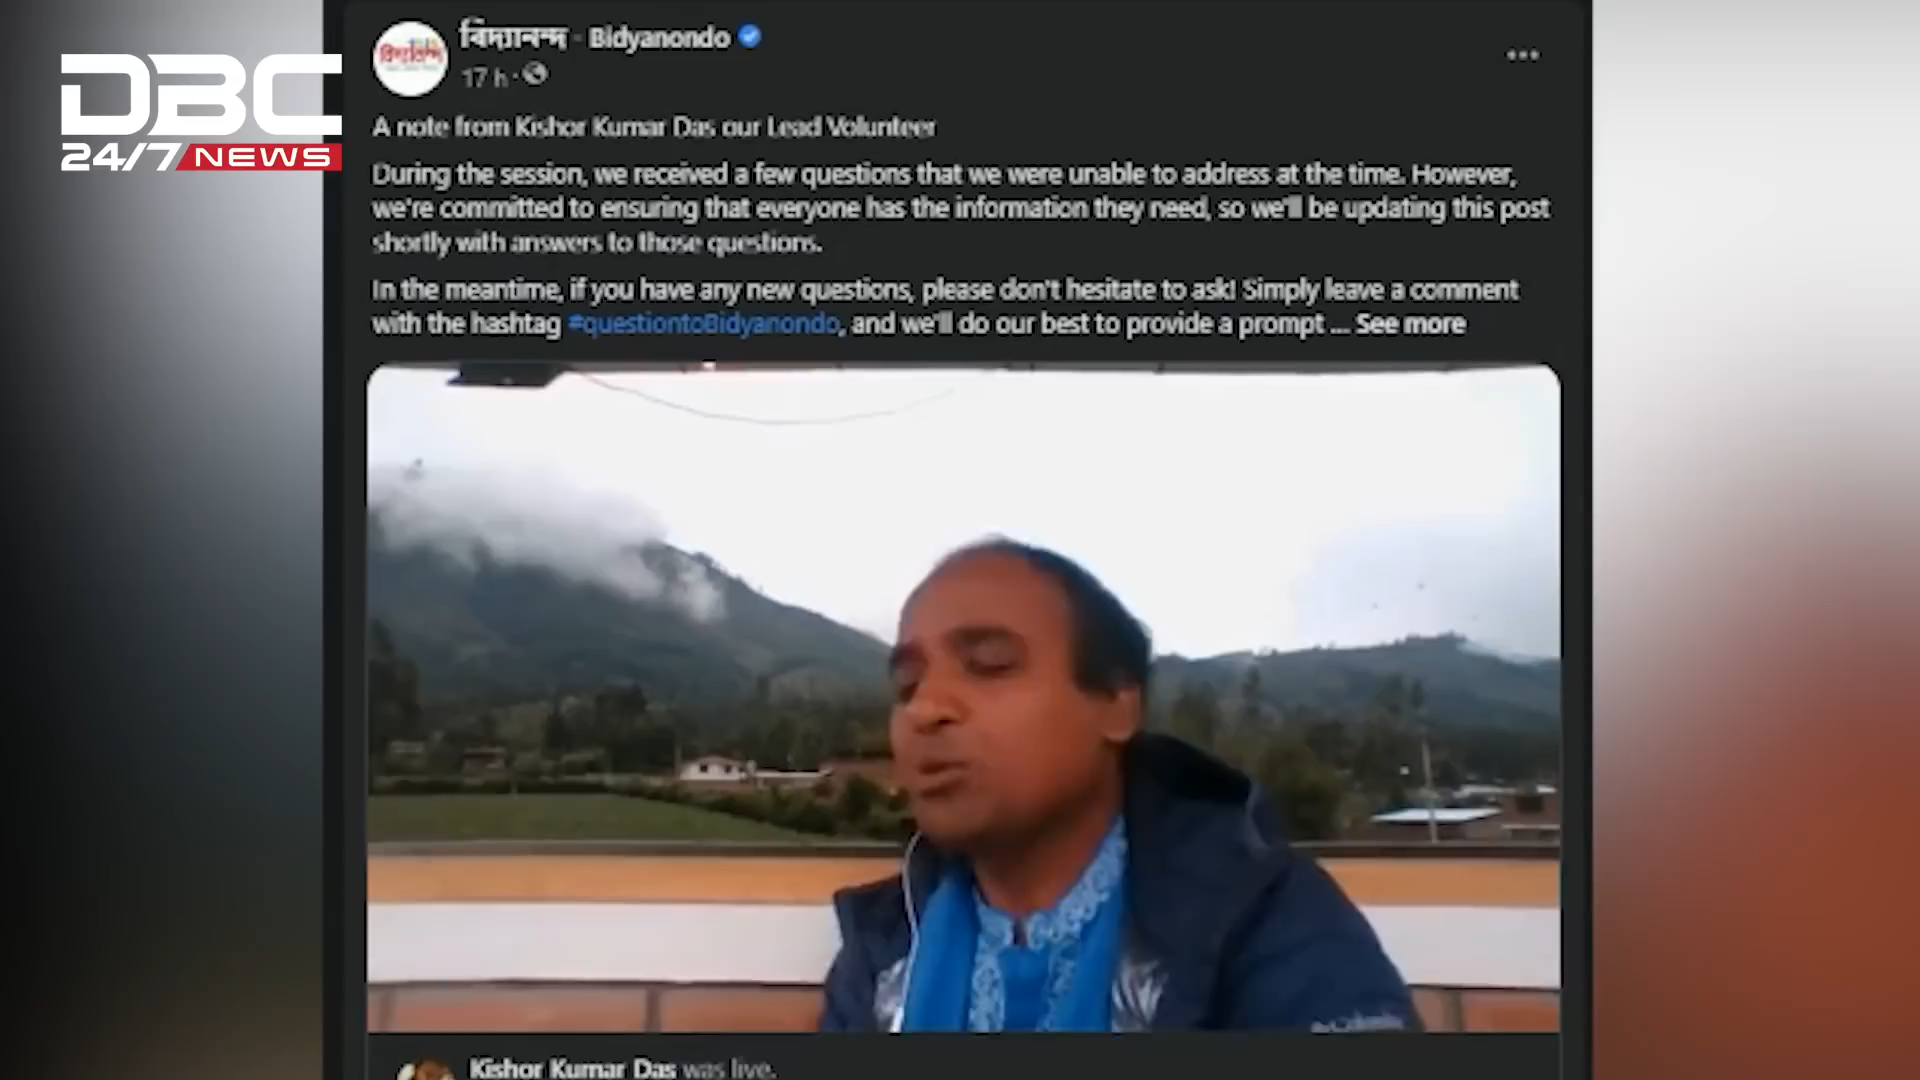 DBC
24/7 NEWS
বিদ্যানন্দ - Bidyanondo
বিদ্যানন্দ
17 h ·
A note from Kishor Kumar Das our Lead Volunteer
During the session, we received a few questions that we were unable to address at the time. However,
we're committed to ensuring that everyone has the information they need, so we'll be updating this post
shortly with answers to those questions.
In the meantime, if you have any new questions, please don't hesitate to ask! Simply leave a comment
with the hashtag #questiontoBidyanondo, and we'll do our best to provide a prompt ... See more
Columbia
Kishor Kumar Das was live.